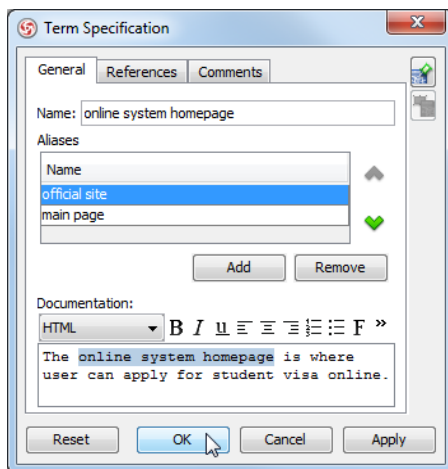 Term Specification
General References Comments
Name: online system homepage
Aliases
Name
official site
main page
Add Remove
Documentation:
HTML B I u F »
The online system homepage is where
user can apply for student visa online.
Reset OK Cancel Apply